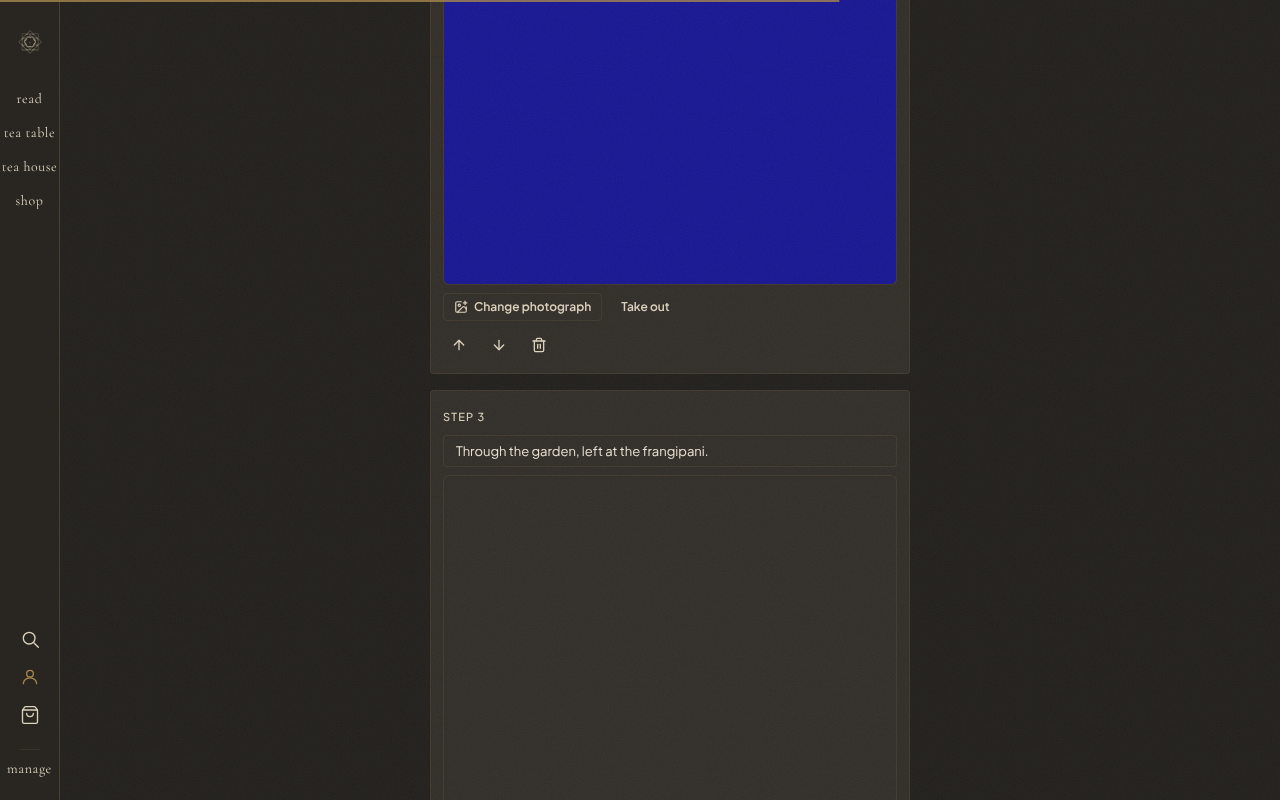 read
tea table
tea house
shop
manage
Change photograph
Take out
STEP 3
Through the garden, left at the frangipani.